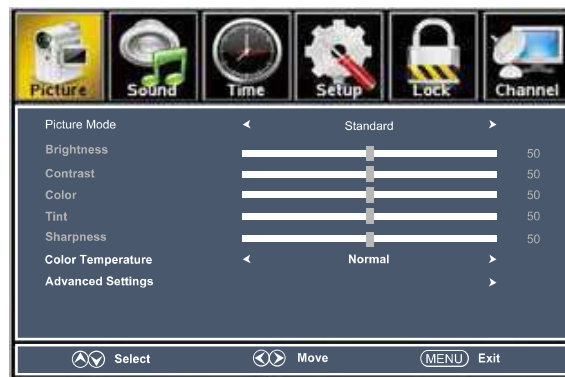 Picture Sound Time Setup Lock Channel
Picture Mode Standard
Brightness 50
Contrast 50
Color 50
Tint 50
Sharpness 50
Color Temperature Normal
Advanced Settings
Select Move MENU Exit